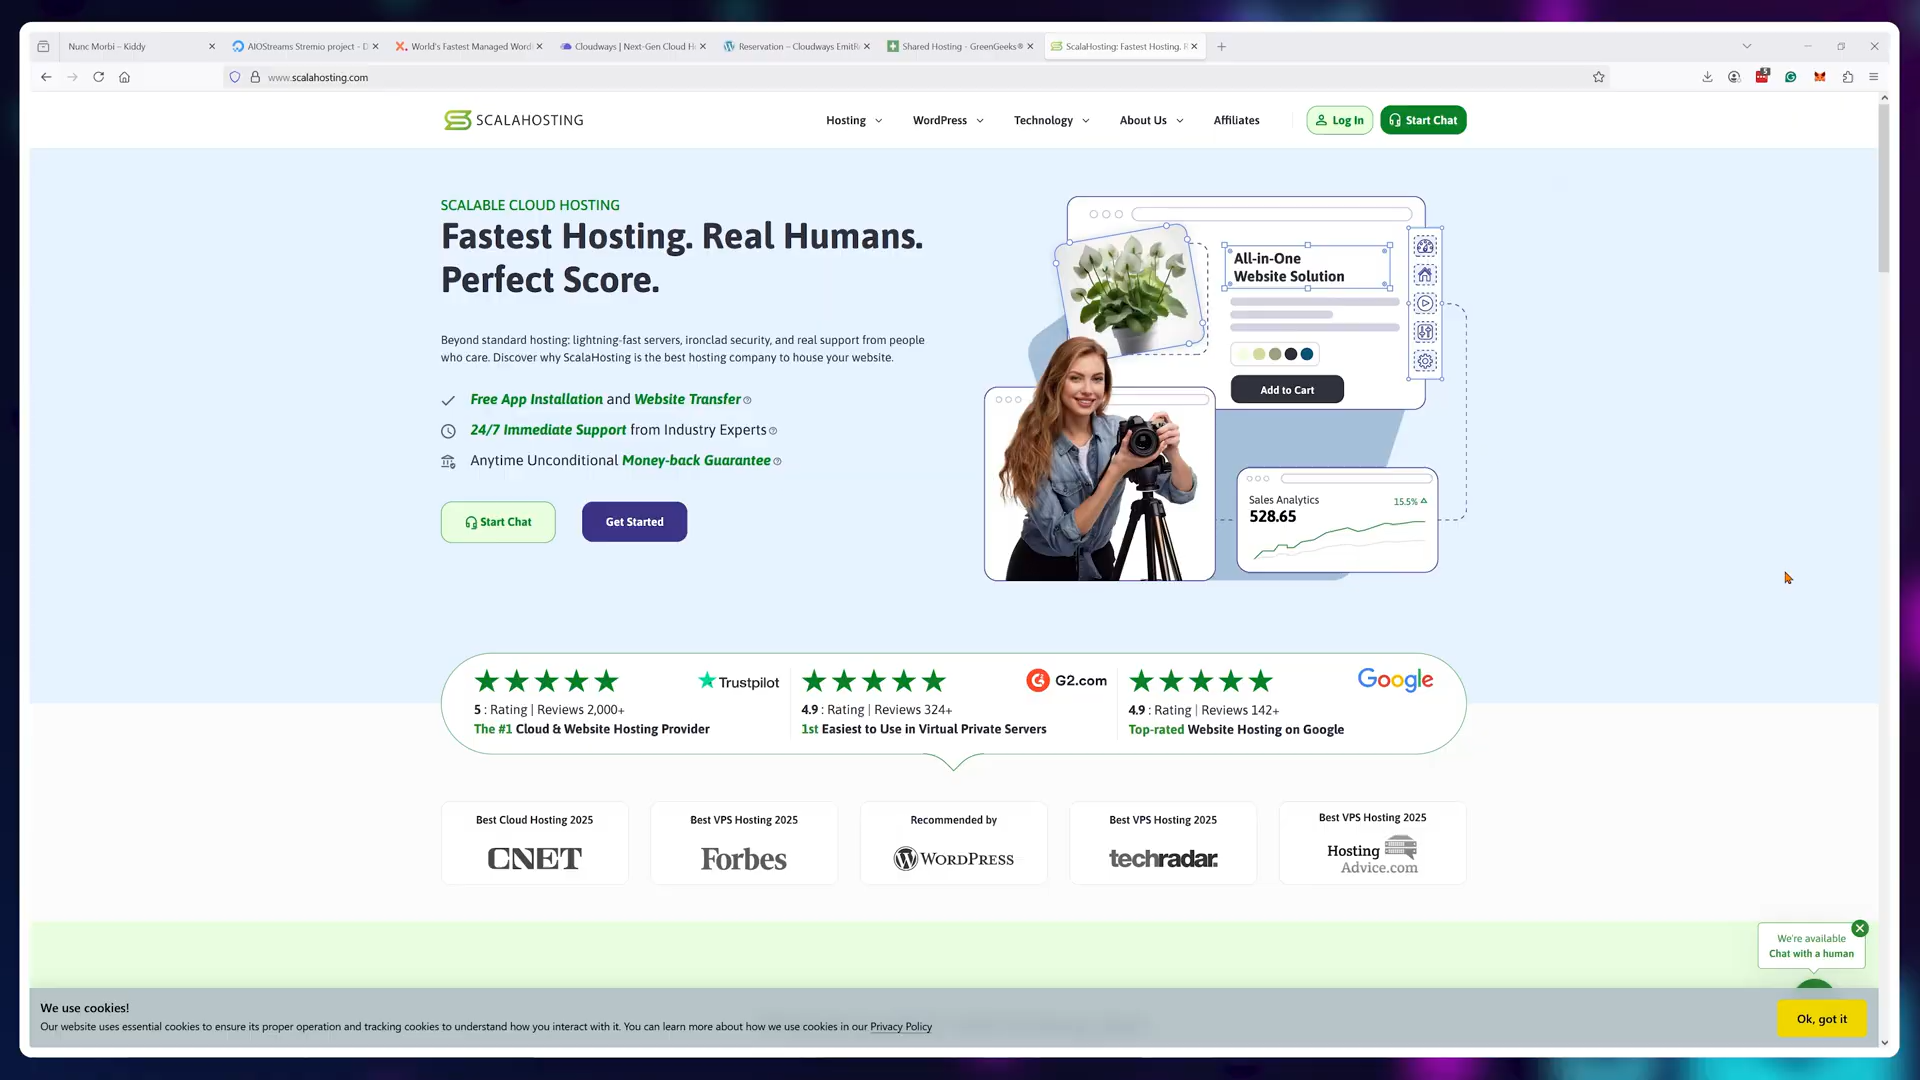 Nunc Morbi – Kiddy
AIOStreams Stremio project - D
World's Fastest Managed Word
Cloudways | Next-Gen Cloud H
Reservation – Cloudways EmitR
Shared Hosting - GreenGeeks®
ScalaHosting: Fastest Hosting. R
www.scalahosting.com
SCALAHOSTING
Hosting
WordPress
Technology
About Us
Affiliates
Log In
Start Chat
SCALABLE CLOUD HOSTING
Fastest Hosting. Real Humans.
Perfect Score.
Beyond standard hosting: lightning-fast servers, ironclad security, and real support from people
who care. Discover why ScalaHosting is the best hosting company to house your website.
Free App Installation and Website Transfer
24/7 Immediate Support from Industry Experts
Anytime Unconditional Money-back Guarantee
Start Chat
Get Started
All-in-One
Website Solution
Add to Cart
Sales Analytics
15.5%
528.65
Trustpilot
5 : Rating | Reviews 2,000+
The #1 Cloud & Website Hosting Provider
G2.com
4.9 : Rating | Reviews 324+
1st Easiest to Use in Virtual Private Servers
Google
4.9 : Rating | Reviews 142+
Top-rated Website Hosting on Google
Best Cloud Hosting 2025
CNET
Best VPS Hosting 2025
Forbes
Recommended by
WORDPRESS
Best VPS Hosting 2025
techradar.
Best VPS Hosting 2025
Hosting
Advice.com
We're available
Chat with a human
We use cookies!
Our website uses essential cookies to ensure its proper operation and tracking cookies to understand how you interact with it. You can learn more about how we use cookies in our Privacy Policy
Ok, got it